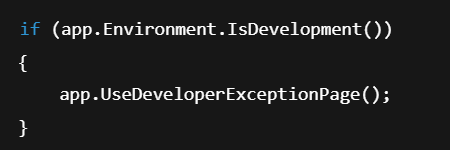 if (app.Environment.IsDevelopment())
{
    app.UseDeveloperExceptionPage();
}